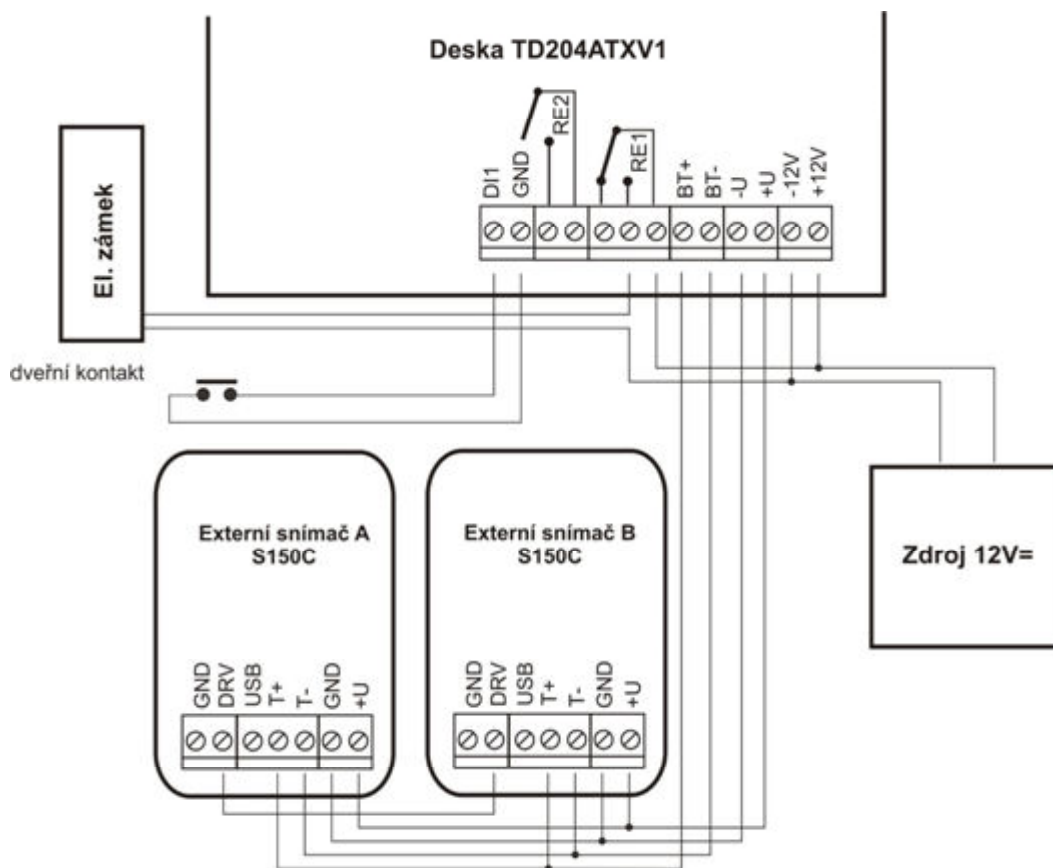 Deska TD204ATXV1
RE2
RE1
DI1
GND
BT+
BT-
-U
+U
-12V
+12V
El. zámek
dveřní kontakt
Externí snímač A
S150C
Externí snímač B
S150C
Zdroj 12V=
GND
DRV
USB
T+
T-
GND
+U
GND
DRV
USB
T+
T-
GND
+U